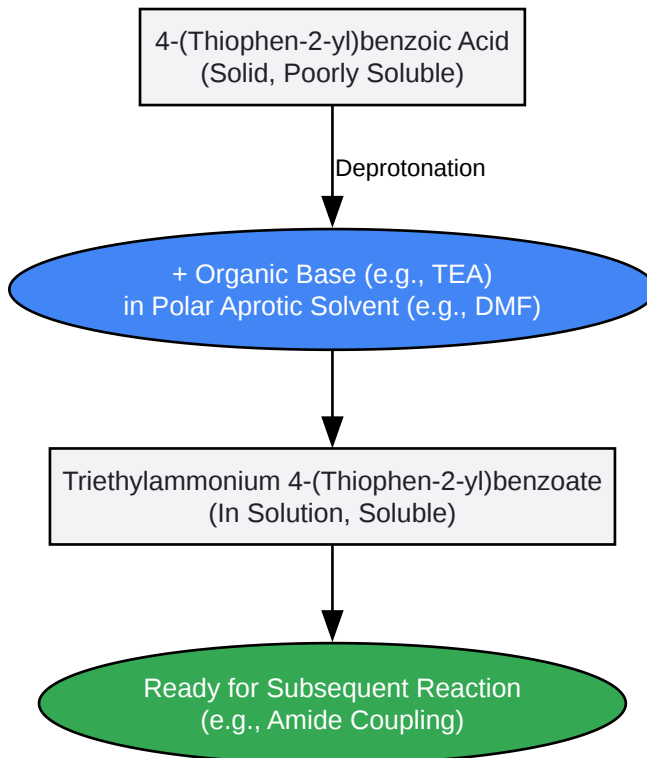 4-(Thiophen-2-yl)benzoic Acid
(Solid, Poorly Soluble)
Deprotonation
+ Organic Base (e.g., TEA)
in Polar Aprotic Solvent (e.g., DMF)
Triethylammonium 4-(Thiophen-2-yl)benzoate
(In Solution, Soluble)
Ready for Subsequent Reaction
(e.g., Amide Coupling)